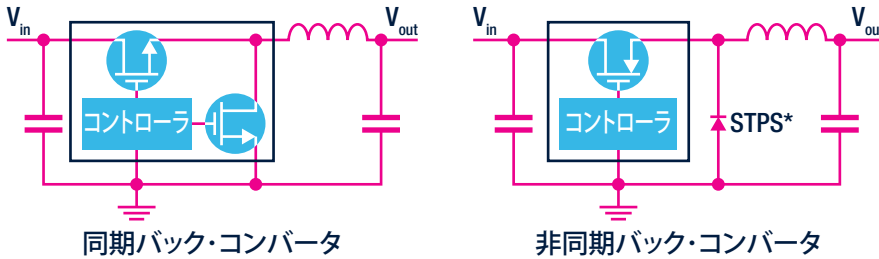 Vin
Vout
コントローラ
同期バック・コンバータ
Vin
Vou
コントローラ
STPS*
非同期バック・コンバータ